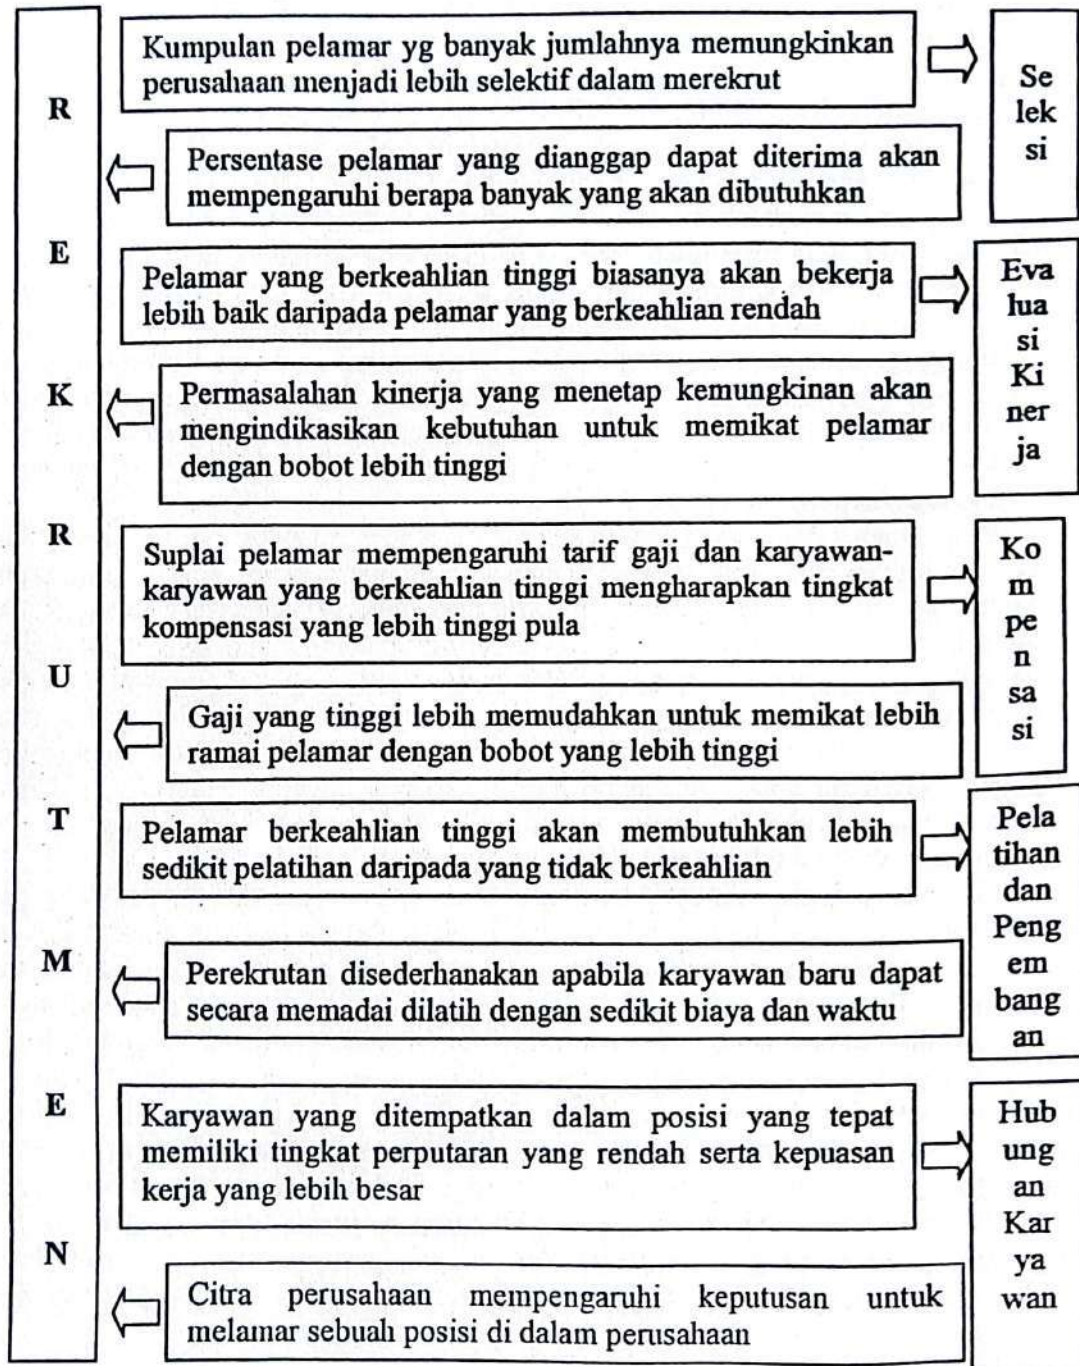 R
E
K
R
U
T
M
E
N
Kumpulan pelamar yg banyak jumlahnya memungkinkan
perusahaan menjadi lebih selektif dalam merekrut
Persentase pelamar yang dianggap dapat diterima akan
mempengaruhi berapa banyak yang akan dibutuhkan
Se
lek
si
Pelamar yang berkeahlian tinggi biasanya akan bekerja
lebih baik daripada pelamar yang berkeahlian rendah
Permasalahan kinerja yang menetap kemungkinan akan
mengindikasikan kebutuhan untuk memikat pelamar
dengan bobot lebih tinggi
Eva
lua
si
Ki
ner
ja
Suplai pelamar mempengaruhi tarif gaji dan karyawan-
karyawan yang berkeahlian tinggi mengharapkan tingkat
kompensasi yang lebih tinggi pula
Gaji yang tinggi lebih memudahkan untuk memikat lebih
ramai pelamar dengan bobot yang lebih tinggi
Ko
m
pe
n
sa
si
Pelamar berkeahlian tinggi akan membutuhkan lebih
sedikit pelatihan daripada yang tidak berkeahlian
Perekrutan disederhanakan apabila karyawan baru dapat
secara memadai dilatih dengan sedikit biaya dan waktu
Pela
tihan
dan
Peng
em
bang
an
Karyawan yang ditempatkan dalam posisi yang tepat
memiliki tingkat perputaran yang rendah serta kepuasan
kerja yang lebih besar
Citra perusahaan mempengaruhi keputusan untuk
melamar sebuah posisi di dalam perusahaan
Hub
ung
an
Kar
ya
wan